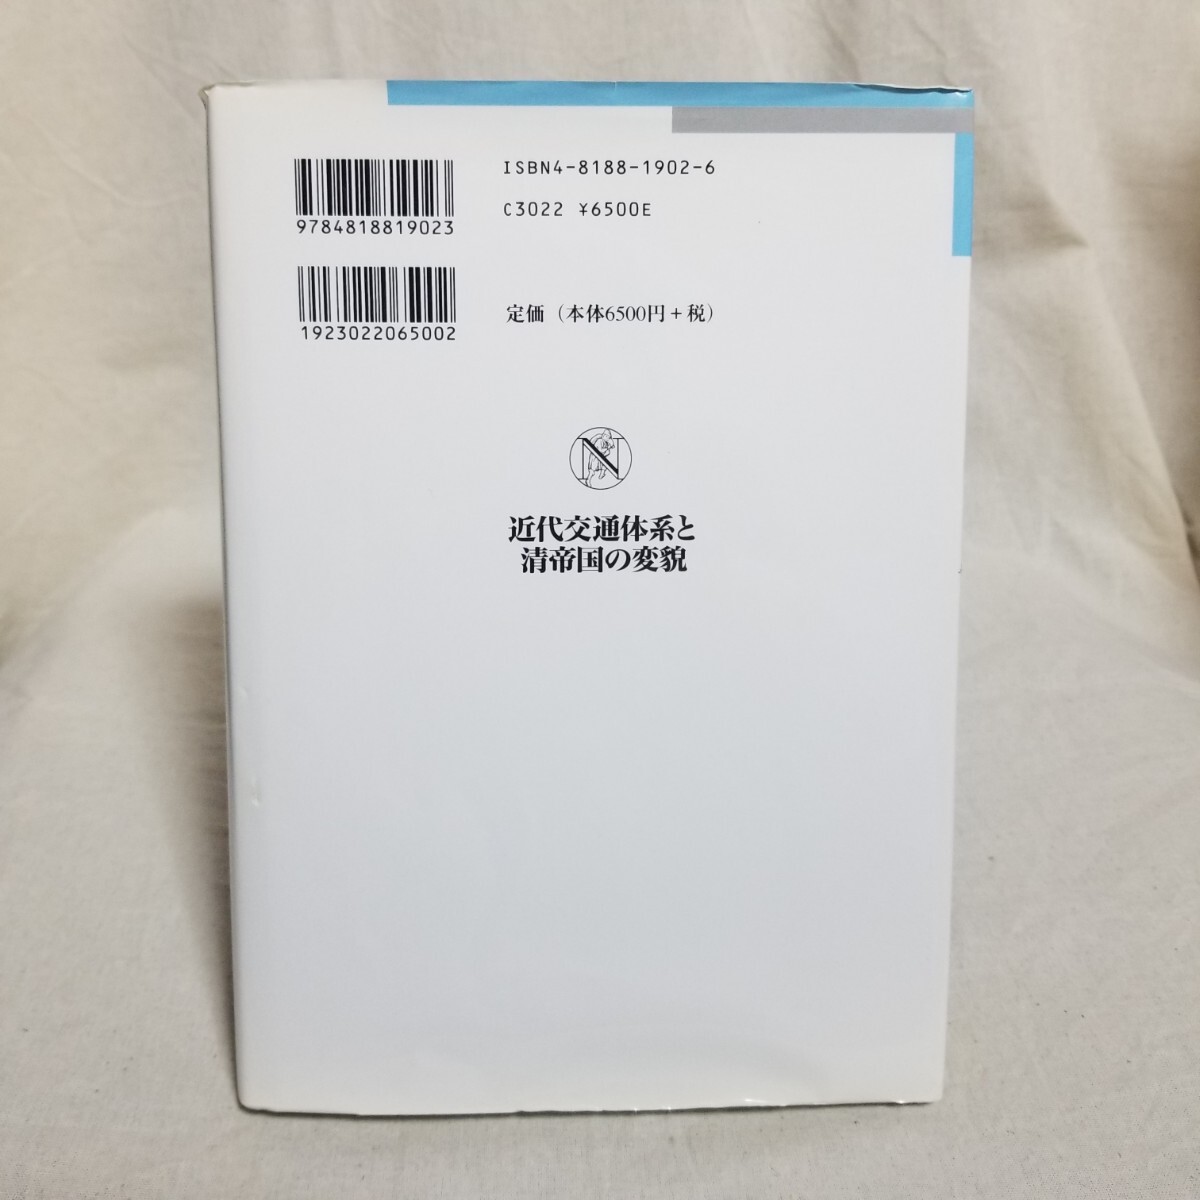 ISBN4-8188-1902-6
C3022 ¥6500E
9784818819023
1923022065002
定価（本体6500円＋税）
N
近代交通体系と
清帝国の変貌